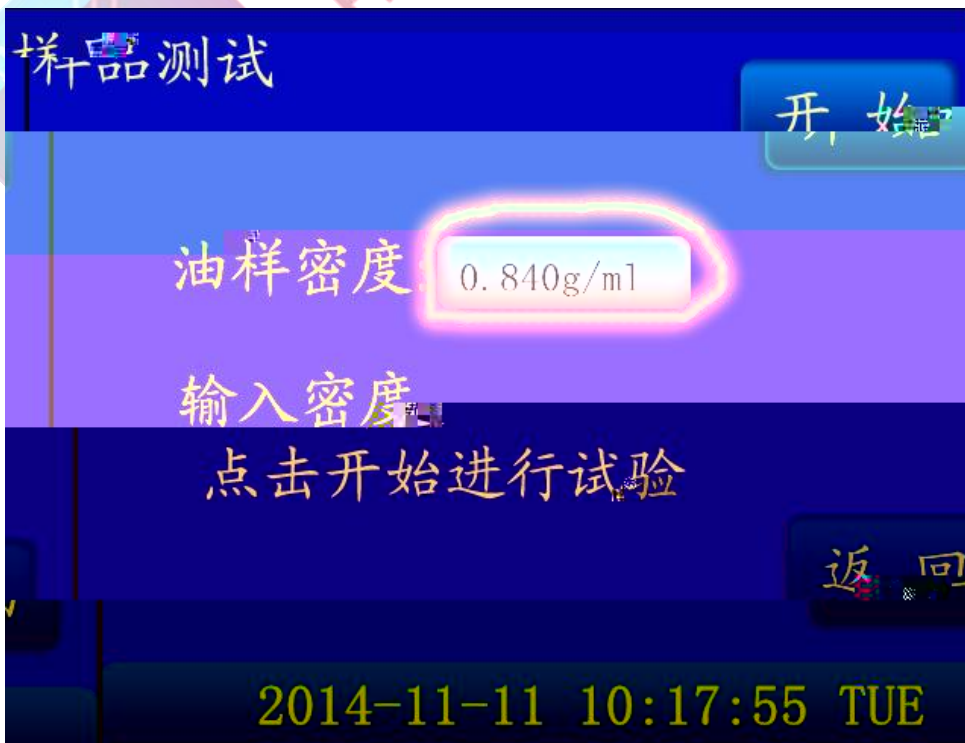 样品测试
开 始
油样密度: 0.840g/ml
输入密度
点击开始进行试验
返 回
2014-11-11 10:17:55 TUE